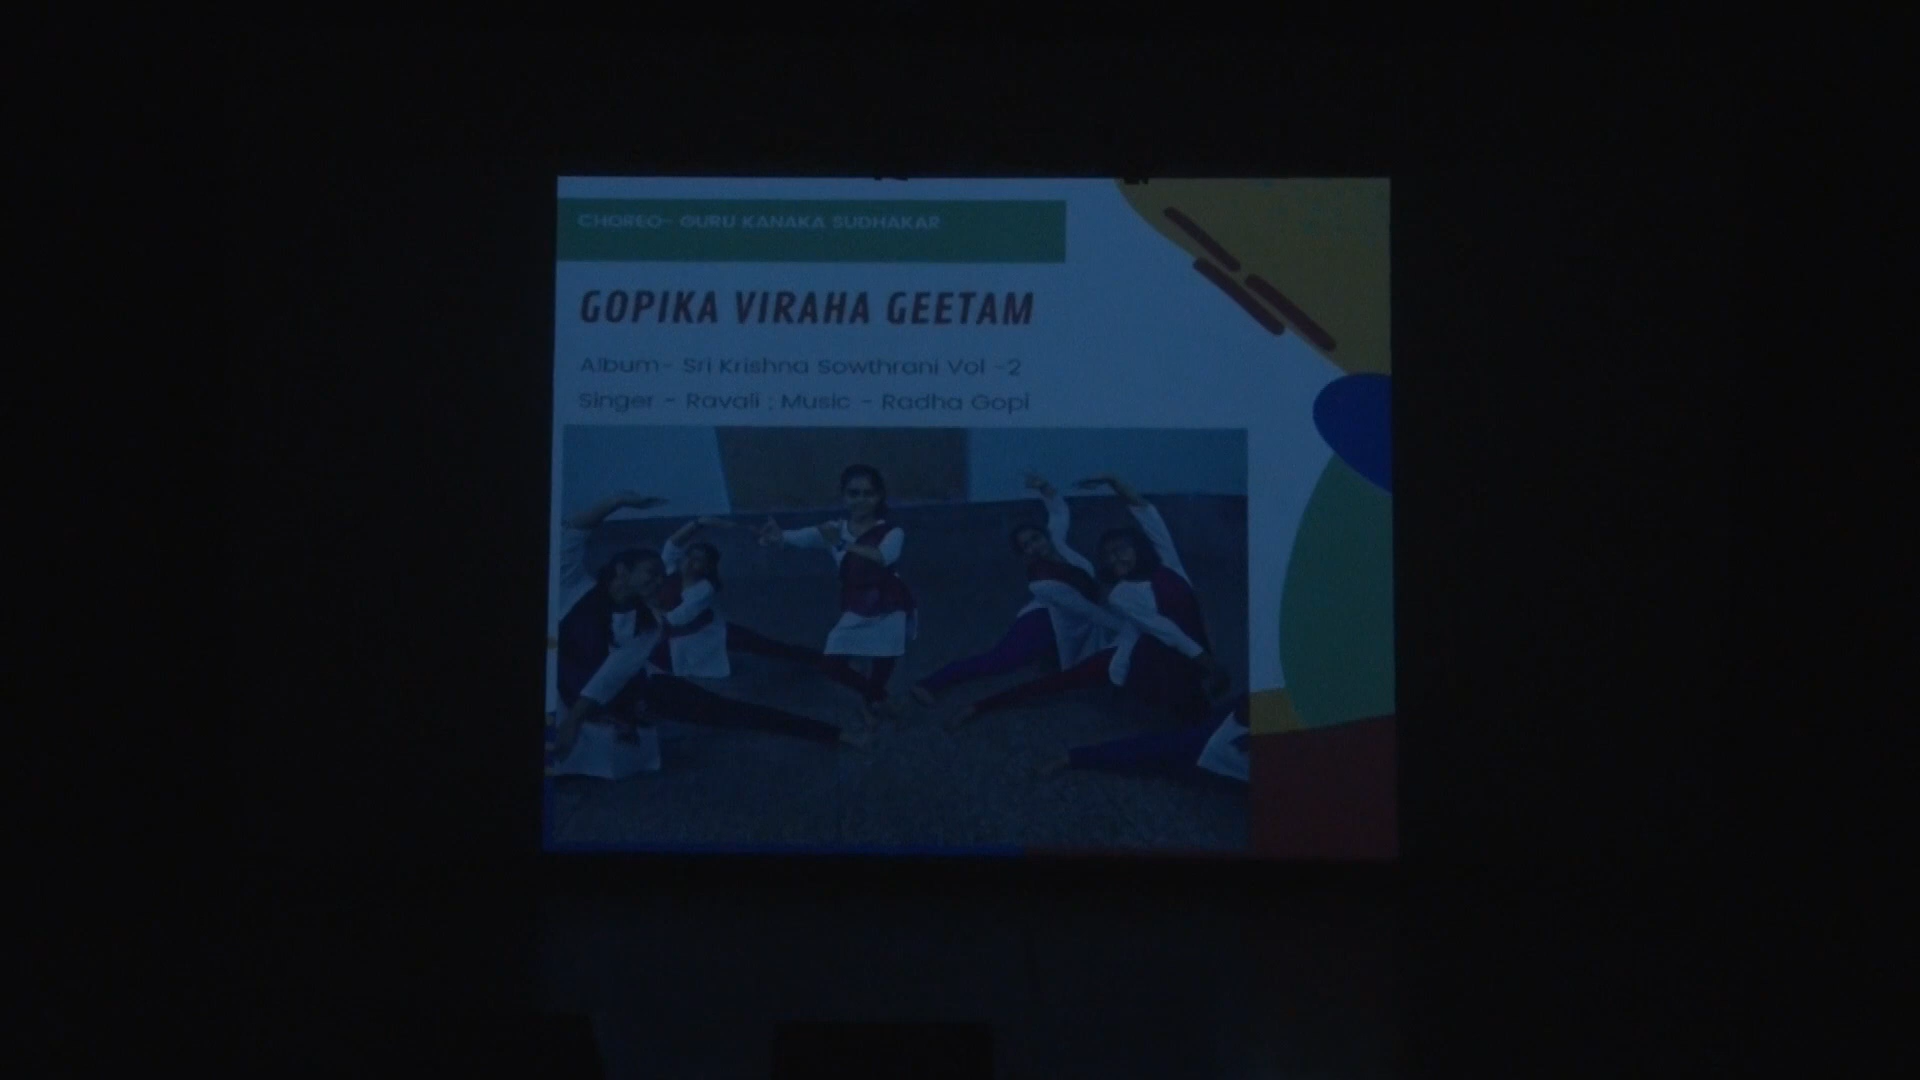 CHOREO- GURU KANAKA SUDHAKAR
GOPIKA VIRAHA GEETAM
Album- Sri Krishna Sowthrani Vol -2
Singer - Ravali ; Music - Radha Gopi